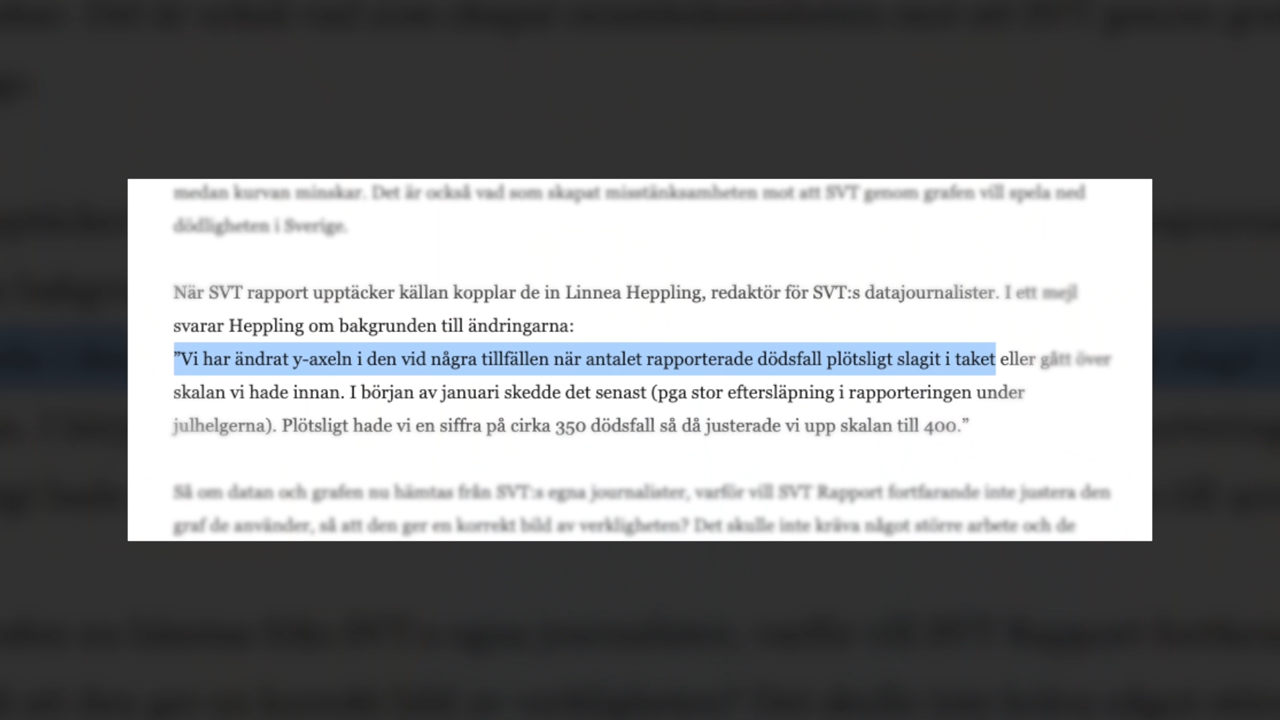 medan kurvan minskar. Det är också vad som skapat misstänksamheten mot att SVT genom grafen vill spela ned
dödligheten i Sverige.
När SVT rapport upptäcker källan kopplar de in Linnea Heppling, redaktör för SVT:s datajournalister. I ett mejl
svarar Heppling om bakgrunden till ändringarna:
”Vi har ändrat y-axeln i den vid några tillfällen när antalet rapporterade dödsfall plötsligt slagit i taket eller gått över
skalan vi hade innan. I början av januari skedde det senast (pga stor eftersläpning i rapporteringen under
julhelgerna). Plötsligt hade vi en siffra på cirka 350 dödsfall så då justerade vi upp skalan till 400.”
Så om datan och grafen nu hämtas från SVT:s egna journalister, varför vill SVT Rapport fortfarande inte justera den
graf de använder, så att den ger en korrekt bild av verkligheten? Det skulle inte kräva något större arbete och de